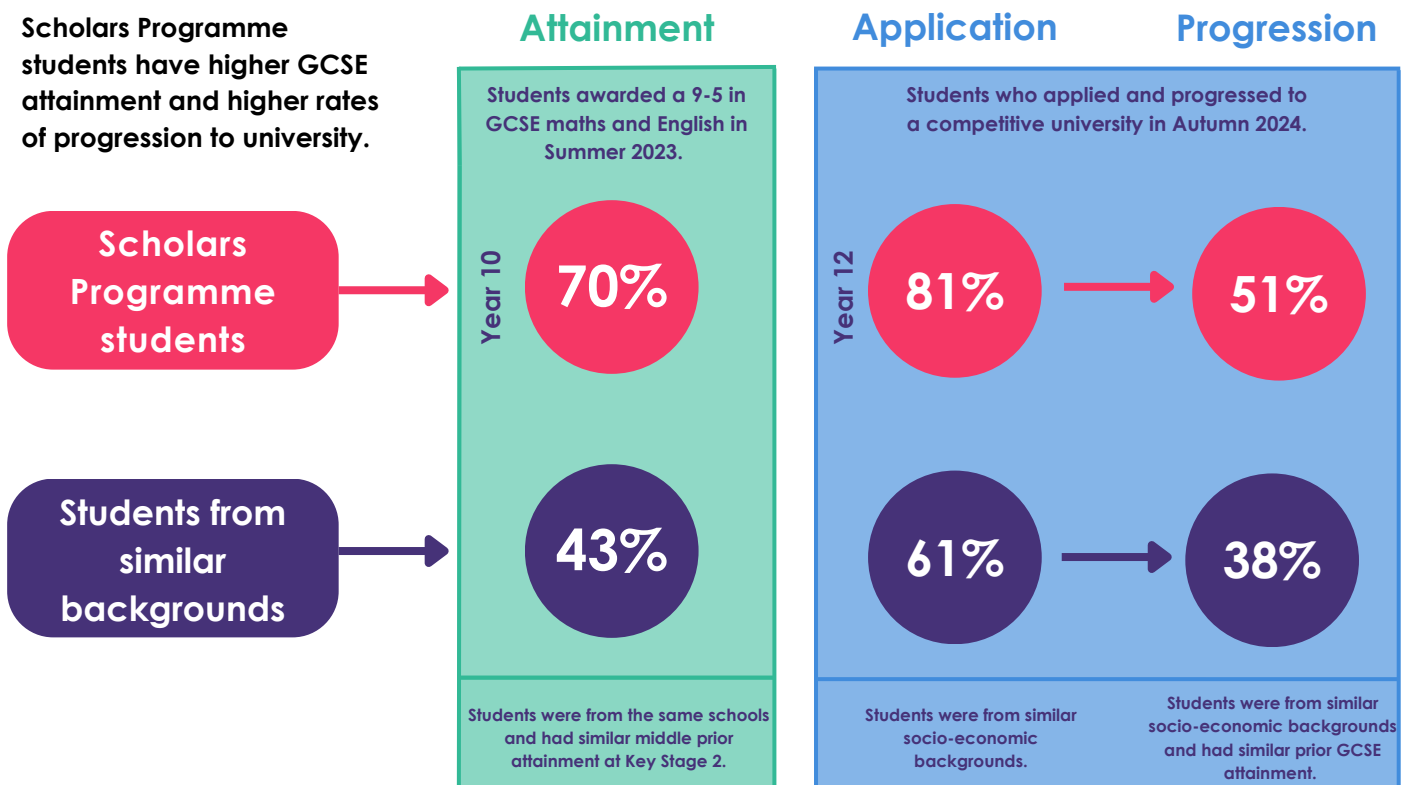 Scholars Programme
students have higher GCSE
attainment and higher rates
of progression to university.
Attainment
Students awarded a 9-5 in
GCSE maths and English in
Summer 2023.
Application
Progression
Students who applied and progressed to
a competitive university in Autumn 2024.
Scholars
Programme
students
Year 10
70%
Year 12
81%
51%
Students from
similar
backgrounds
43%
61%
38%
Students were from the same schools
and had similar middle prior
attainment at Key Stage 2.
Students were from similar
socio-economic
backgrounds.
Students were from similar
socio-economic backgrounds
and had similar prior GCSE
attainment.